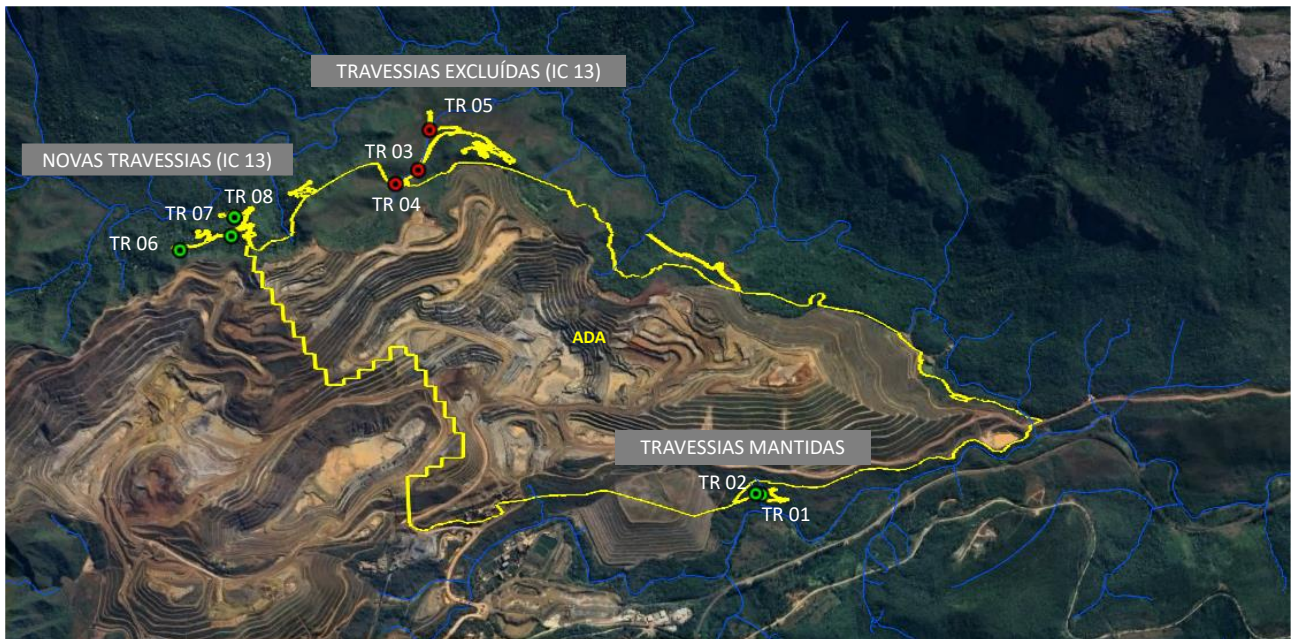 TRAVESSIAS EXCLUÍDAS (IC 13)
TR 05
TR 03
NOVAS TRAVESSIAS (IC 13)
TR 04
TR 08
TR 07
TR 06
ADA
TRAVESSIAS MANTIDAS
TR 02
TR 01